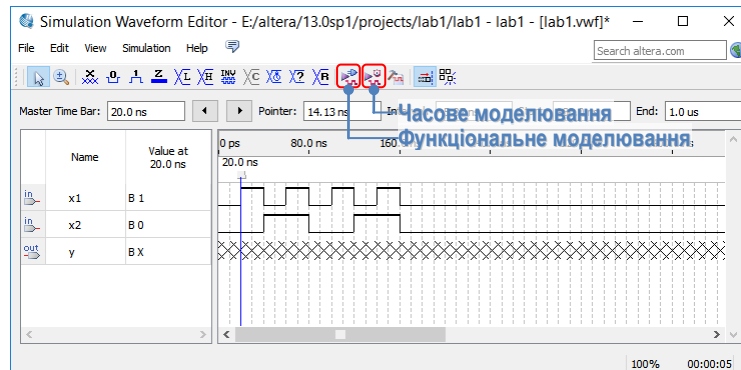 Simulation Waveform Editor - E:/altera/13.0sp1/projects/lab1/lab1 - lab1 - [lab1.vwf]*
File Edit View Simulation Help
Search altera.com
Master Time Bar: 20.0 ns Pointer: 14.13 ns End: 1.0 us
Часове моделювання
Функціональне моделювання
Name Value at 20.0 ns
0 ps 80.0 ns
20.0 ns
in x1 B 1
in x2 B 0
out y B X
100% 00:00:05